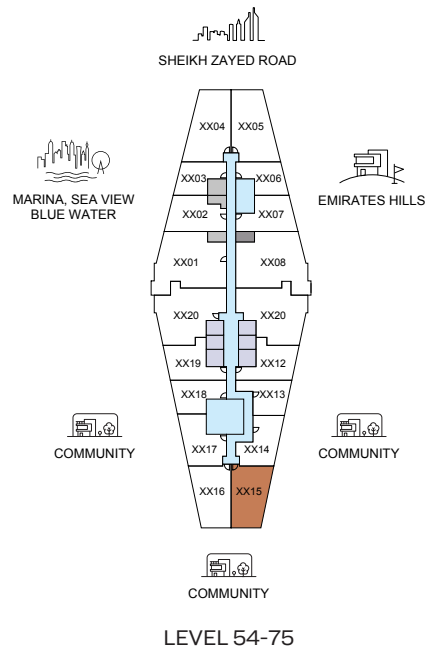 SHEIKH ZAYED ROAD
XX04 XX05
XX03 XX06
MARINA, SEA VIEW
BLUE WATER
EMIRATES HILLS
XX02 XX07
XX01 XX08
XX20 XX20
XX19 XX12
XX18 XX13
COMMUNITY
XX17 XX14
COMMUNITY
XX16 XX15
COMMUNITY
LEVEL 54-75